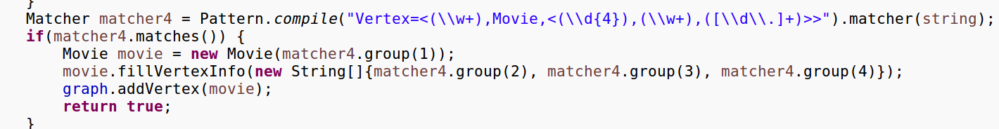 }
Matcher matcher4 = Pattern.compile("Vertex=<(\\w+),Movie,<(\\d{4}),(\\w+),([\\d\\.]+)>>").matcher(string);
if(matcher4.matches()) {
    Movie movie = new Movie(matcher4.group(1));
    movie.fillVertexInfo(new String[]{matcher4.group(2), matcher4.group(3), matcher4.group(4)});
    graph.addVertex(movie);
    return true;
}